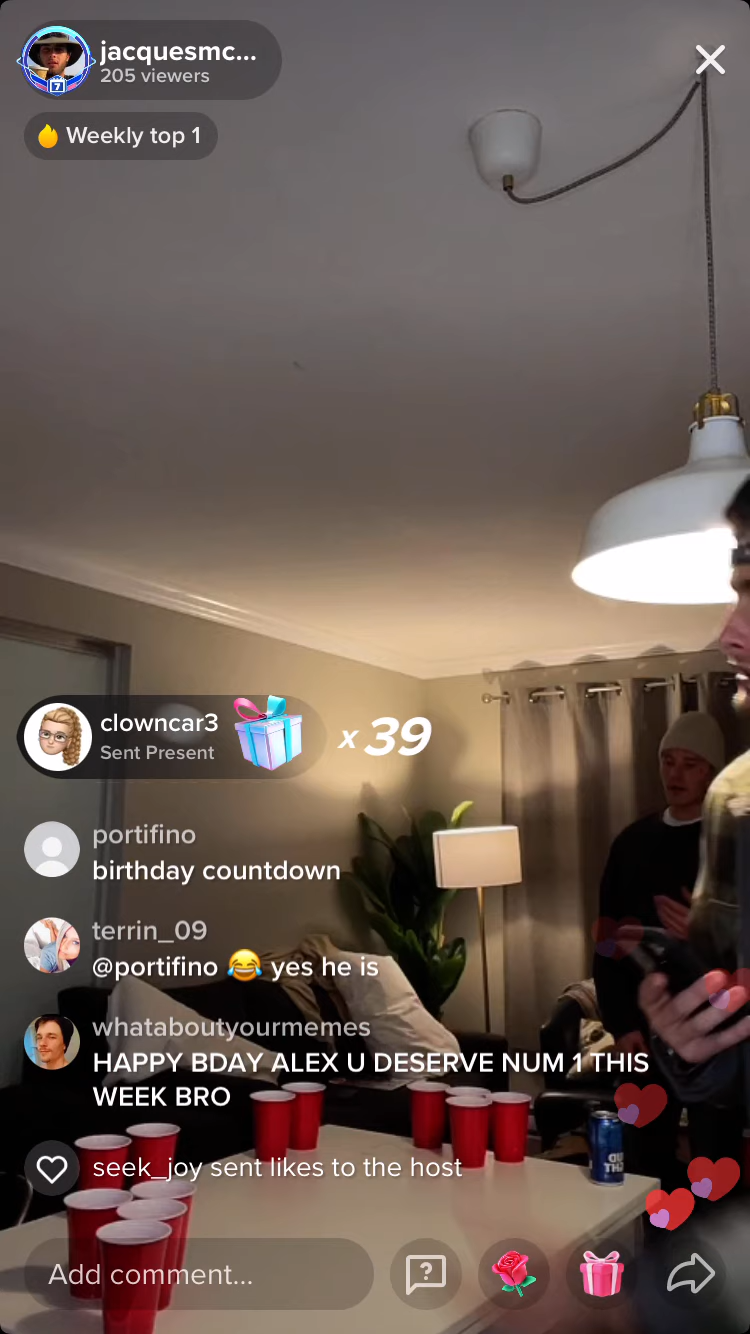 jacquesmc...
205 viewers
Weekly top 1
7
clowncar3
Sent Present
x 39
portifino
birthday countdown
terrin_09
@portifino 😂 yes he is
whataboutyourmemes
HAPPY BDAY ALEX U DESERVE NUM 1 THIS
WEEK BRO
seek_joy sent likes to the host
Add comment...
?